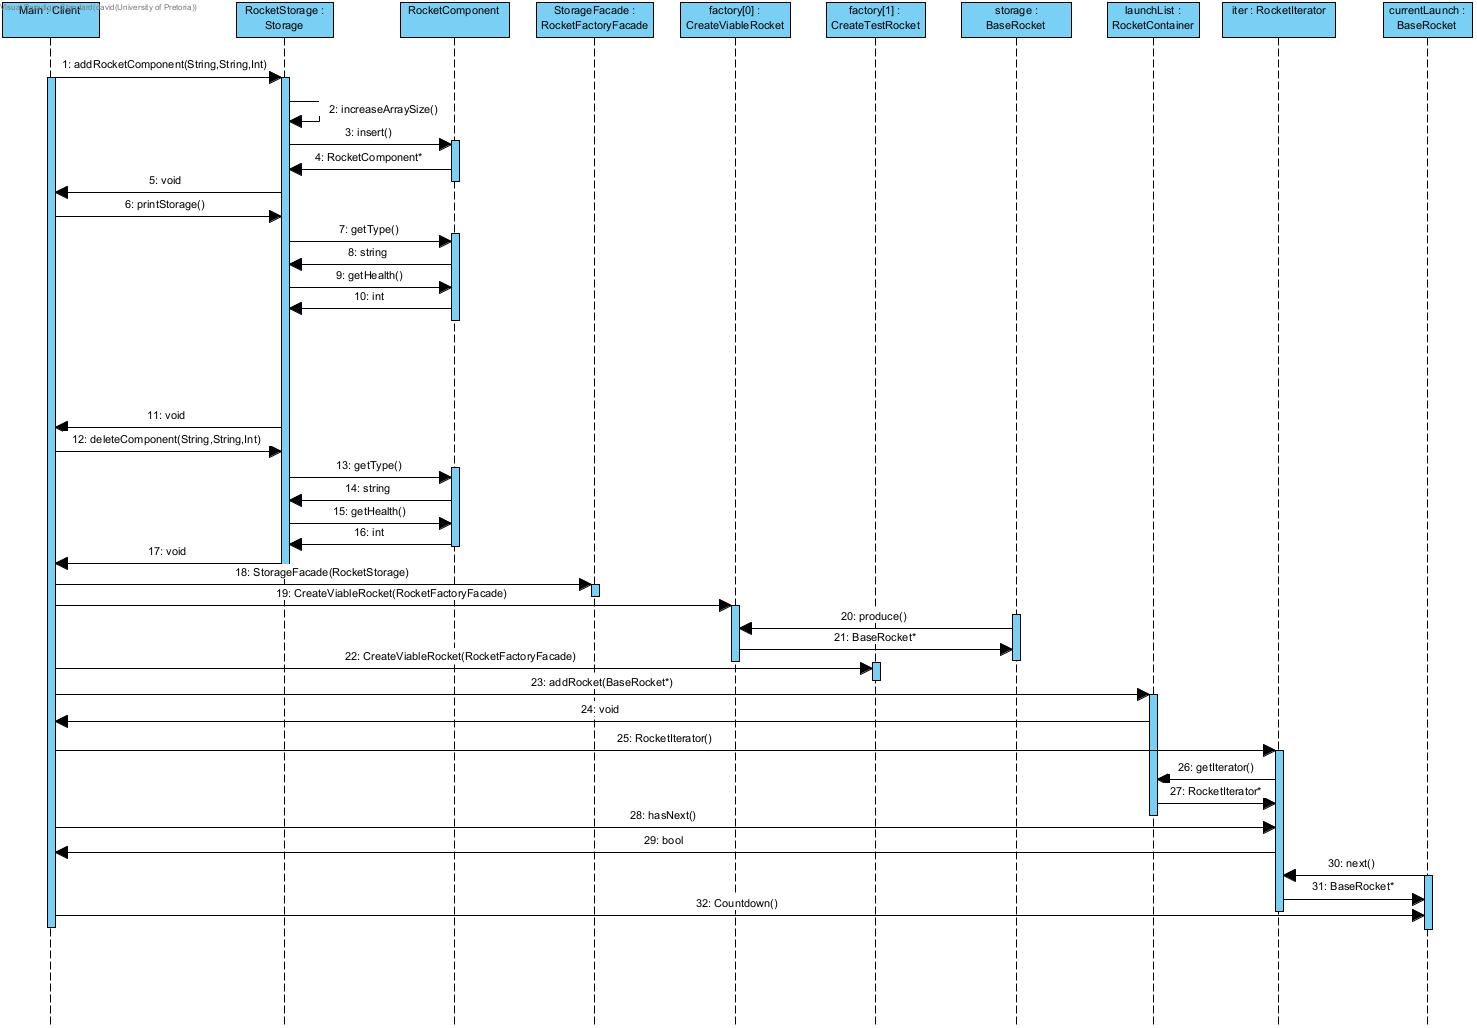 Main : Client
RocketStorage :
Storage
RocketComponent
StorageFacade :
RocketFactoryFacade
factory[0] :
CreateViableRocket
factory[1] :
CreateTestRocket
storage :
BaseRocket
launchList :
RocketContainer
iter : RocketIterator
currentLaunch :
BaseRocket
(University of Pretoria)
1: addRocketComponent(String,String,Int)
2: increaseArraySize()
3: insert()
4: RocketComponent*
5: void
6: printStorage()
7: getType()
8: string
9: getHealth()
10: int
11: void
12: deleteComponent(String,String,Int)
13: getType()
14: string
15: getHealth()
16: int
17: void
18: StorageFacade(RocketStorage)
19: CreateViableRocket(RocketFactoryFacade)
20: produce()
21: BaseRocket*
22: CreateViableRocket(RocketFactoryFacade)
23: addRocket(BaseRocket*)
24: void
25: RocketIterator()
26: getIterator()
27: RocketIterator*
28: hasNext()
29: bool
30: next()
31: BaseRocket*
32: Countdown()